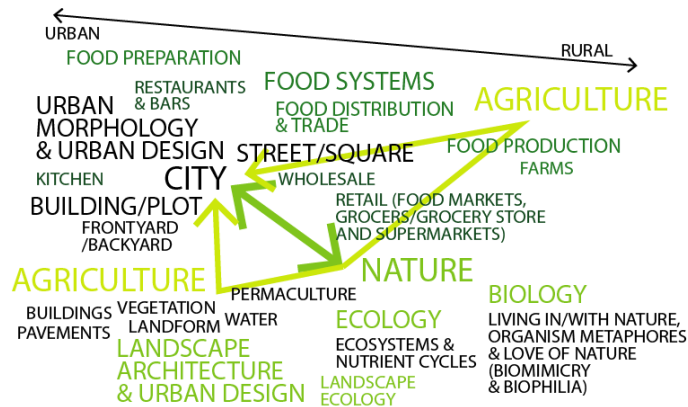 URBAN
RURAL
FOOD PREPARATION
RESTAURANTS
& BARS
FOOD SYSTEMS
AGRICULTURE
URBAN
MORPHOLOGY
& URBAN DESIGN
FOOD DISTRIBUTION
& TRADE
STREET/SQUARE
FOOD PRODUCTION
FARMS
KITCHEN
CITY
WHOLESALE
BUILDING/PLOT
RETAIL (FOOD MARKETS,
GROCERS/GROCERY STORE
AND SUPERMARKETS)
FRONTYARD
/BACKYARD
AGRICULTURE
NATURE
PERMACULTURE
BUILDINGS
PAVEMENTS
VEGETATION
LANDFORM
WATER
ECOLOGY
BIOLOGY
LIVING IN/WITH NATURE,
ORGANISM METAPHORES
& LOVE OF NATURE
(BIOMIMICRY
& BIOPHILIA)
ECOSYSTEMS &
NUTRIENT CYCLES
LANDSCAPE
ARCHITECTURE
& URBAN DESIGN
LANDSCAPE
ECOLOGY